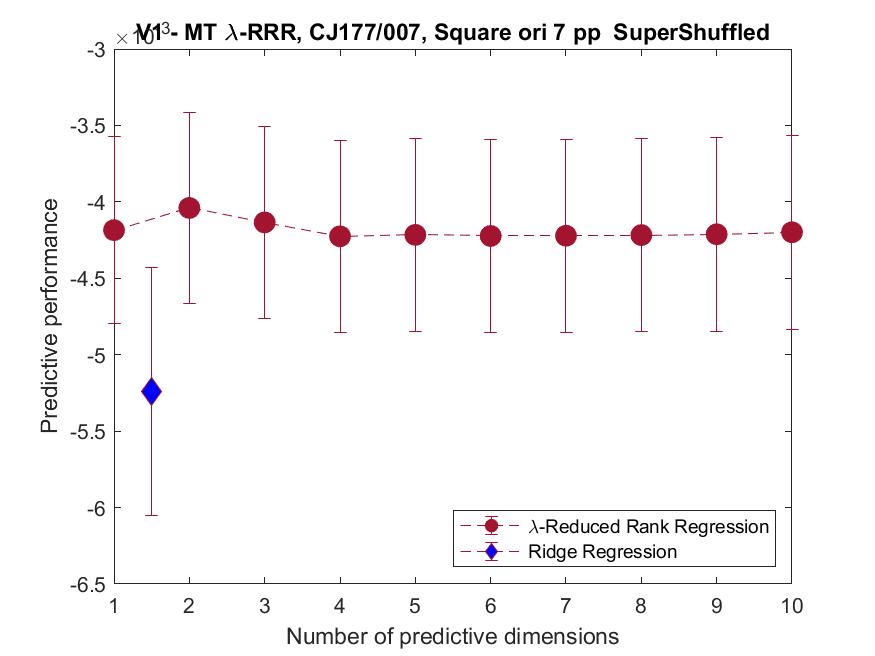 V1 - MT λ-RRR, CJ177/007, Square ori 7 pp SuperShuffled
-3
-3.5
-4
-4.5
-5
-5.5
-6
-6.5
Predictive performance
λ-Reduced Rank Regression
Ridge Regression
1 2 3 4 5 6 7 8 9 10
Number of predictive dimensions